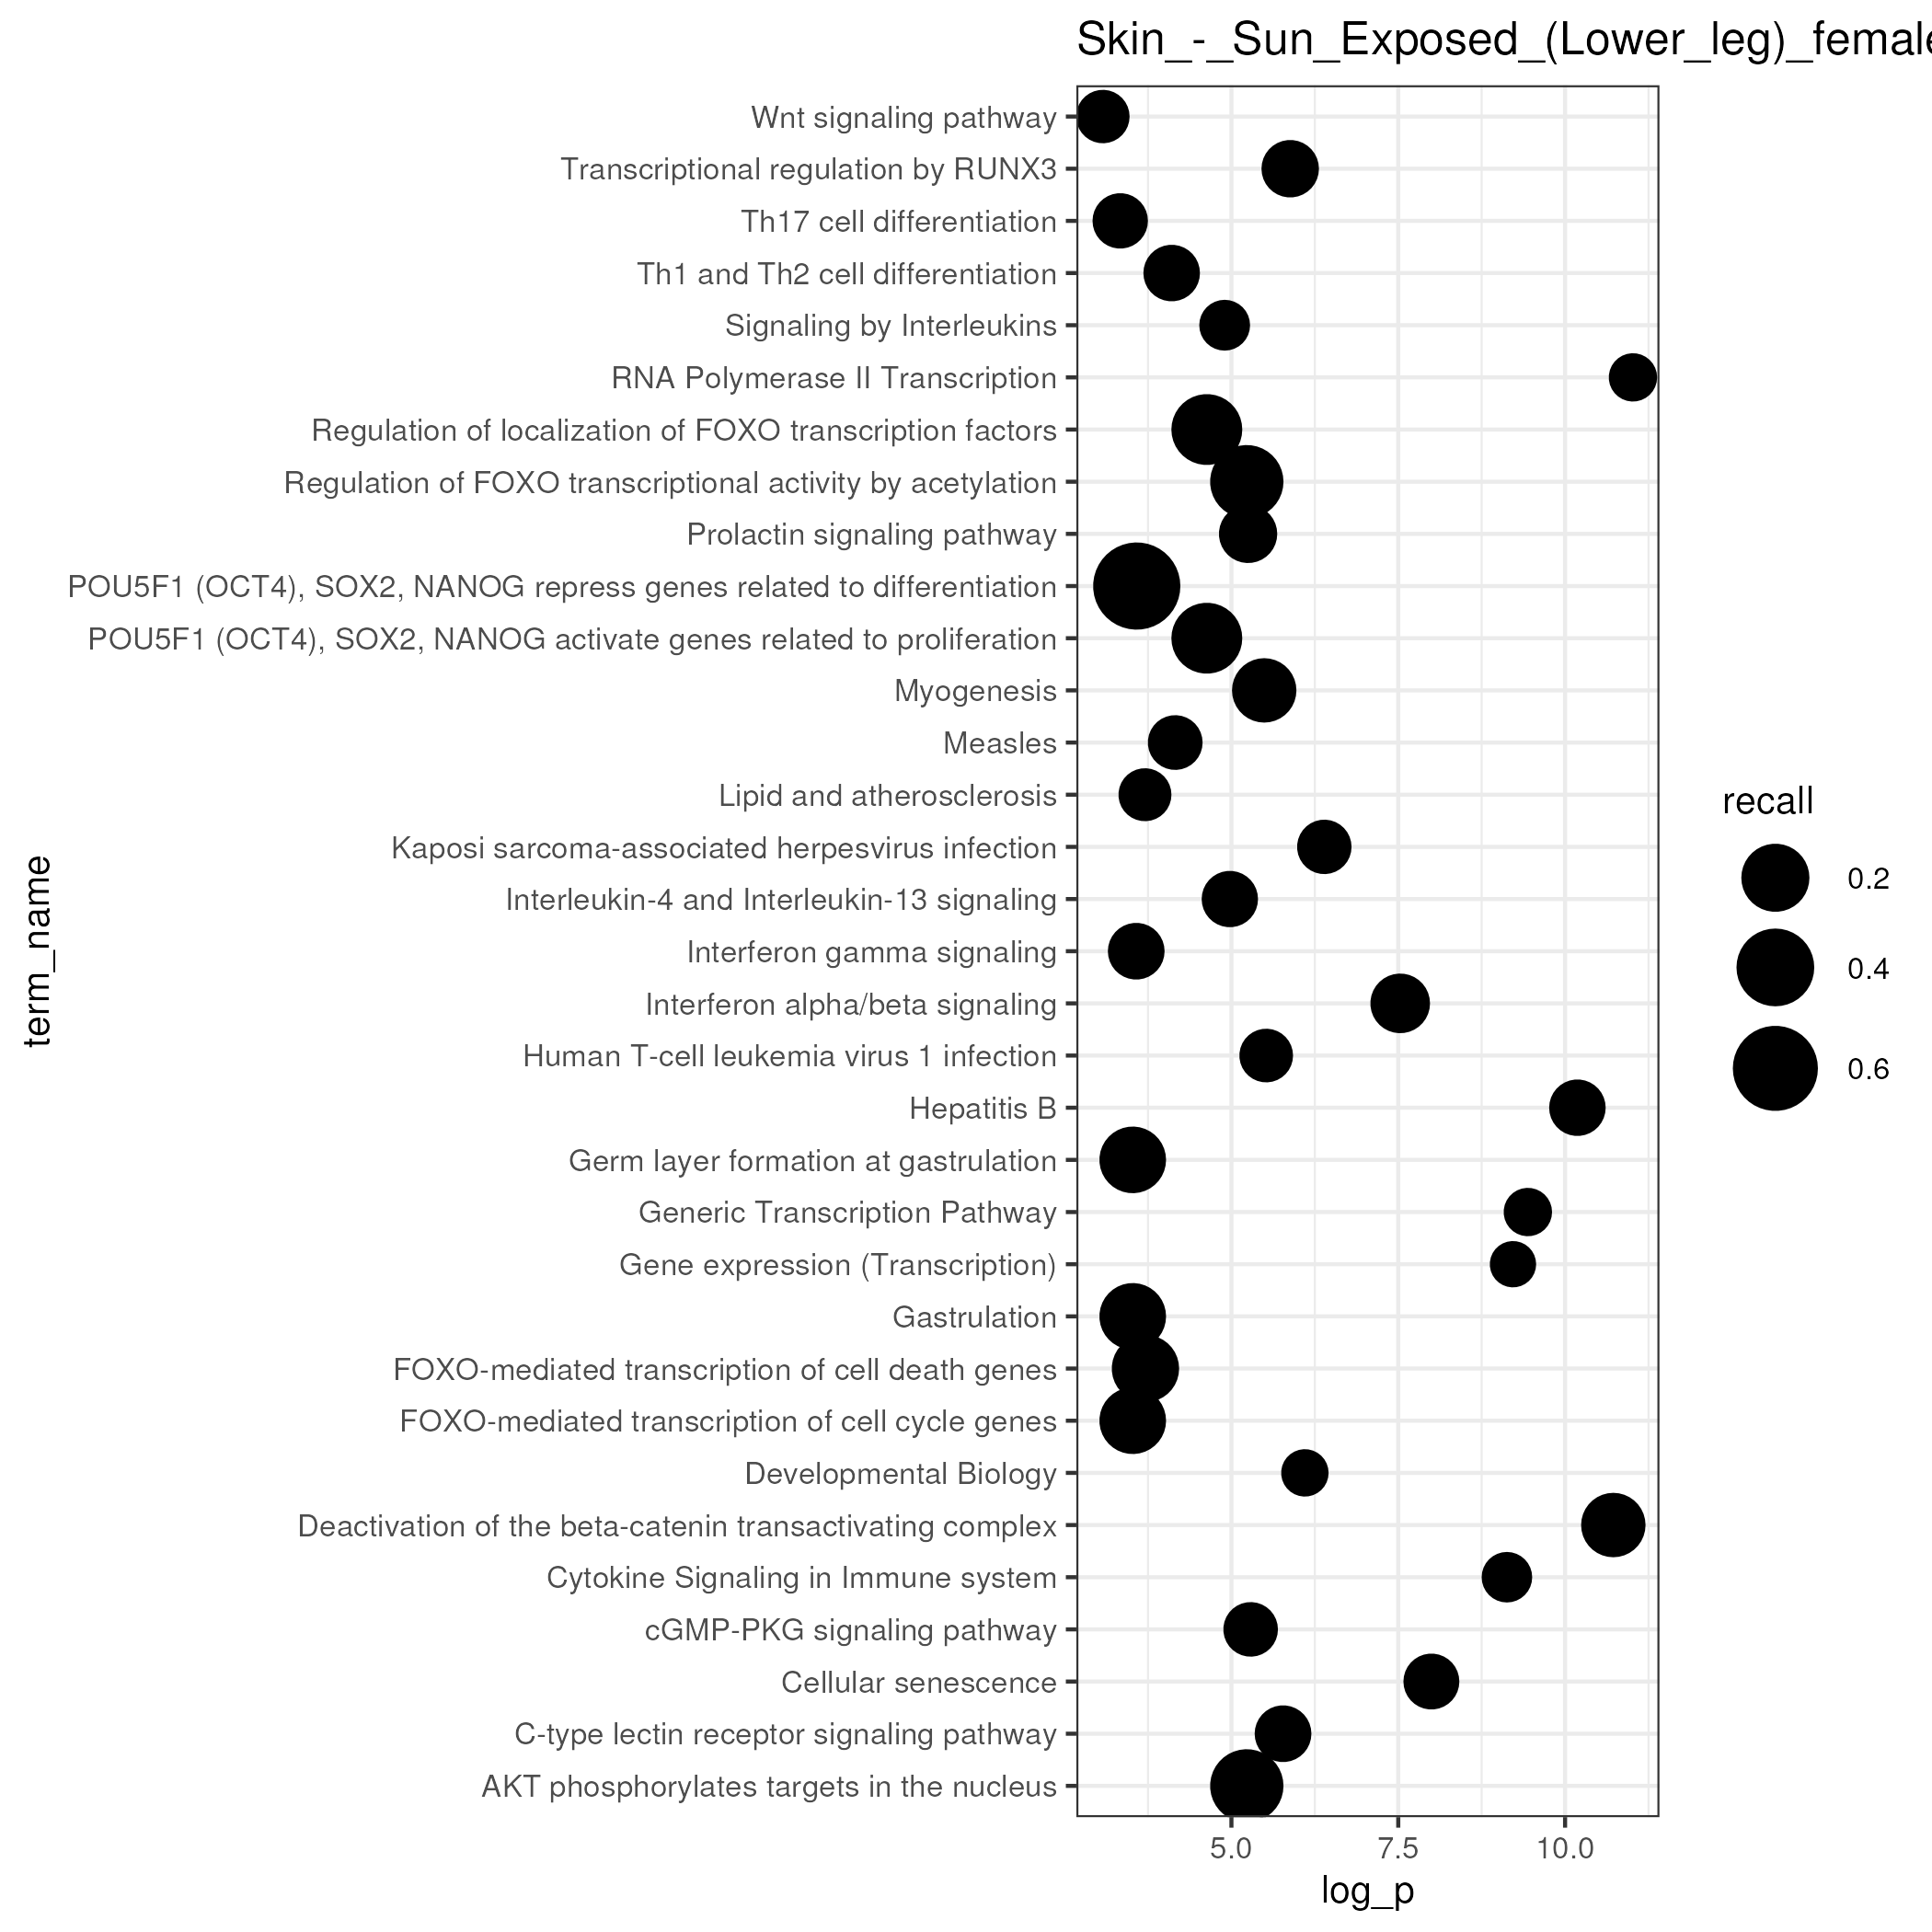 Skin_-_Sun_Exposed_(Lower_leg)_female
Wnt signaling pathway
Transcriptional regulation by RUNX3
Th17 cell differentiation
Th1 and Th2 cell differentiation
Signaling by Interleukins
RNA Polymerase II Transcription
Regulation of localization of FOXO transcription factors
Regulation of FOXO transcriptional activity by acetylation
Prolactin signaling pathway
POU5F1 (OCT4), SOX2, NANOG repress genes related to differentiation
POU5F1 (OCT4), SOX2, NANOG activate genes related to proliferation
Myogenesis
Measles
Lipid and atherosclerosis
Kaposi sarcoma-associated herpesvirus infection
Interleukin-4 and Interleukin-13 signaling
Interferon gamma signaling
Interferon alpha/beta signaling
Human T-cell leukemia virus 1 infection
Hepatitis B
Germ layer formation at gastrulation
Generic Transcription Pathway
Gene expression (Transcription)
Gastrulation
FOXO-mediated transcription of cell death genes
FOXO-mediated transcription of cell cycle genes
Developmental Biology
Deactivation of the beta-catenin transactivating complex
Cytokine Signaling in Immune system
cGMP-PKG signaling pathway
Cellular senescence
C-type lectin receptor signaling pathway
AKT phosphorylates targets in the nucleus
term_name
5.0 7.5 10.0
log_p
recall
0.2
0.4
0.6